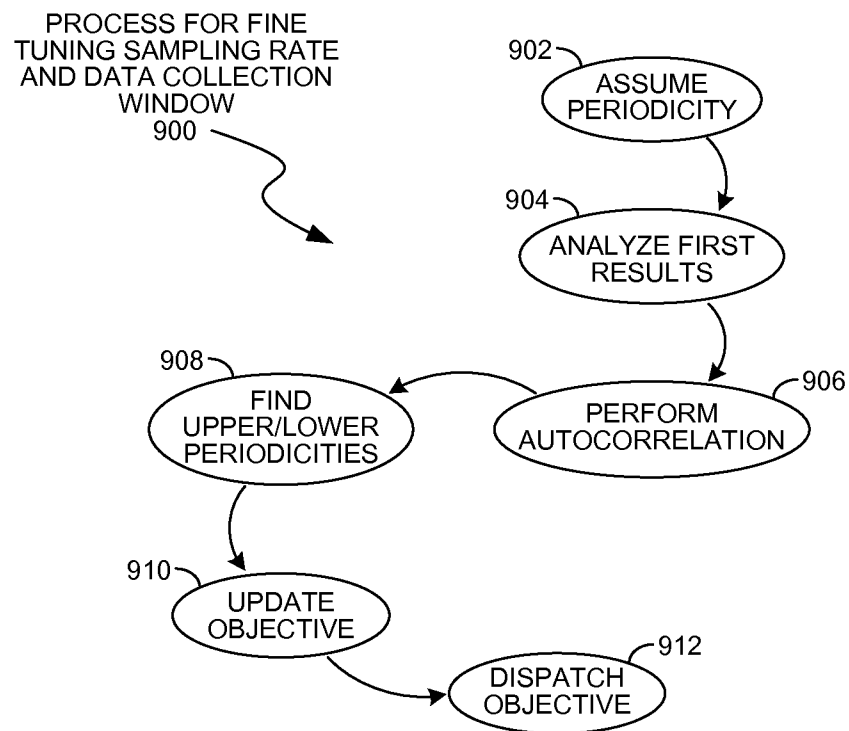 PROCESS FOR FINE
TUNING SAMPLING RATE
AND DATA COLLECTION
WINDOW
900
902
ASSUME
PERIODICITY
904
ANALYZE FIRST
RESULTS
906
PERFORM
AUTOCORRELATION
908
FIND
UPPER/LOWER
PERIODICITIES
910
UPDATE
OBJECTIVE
912
DISPATCH
OBJECTIVE